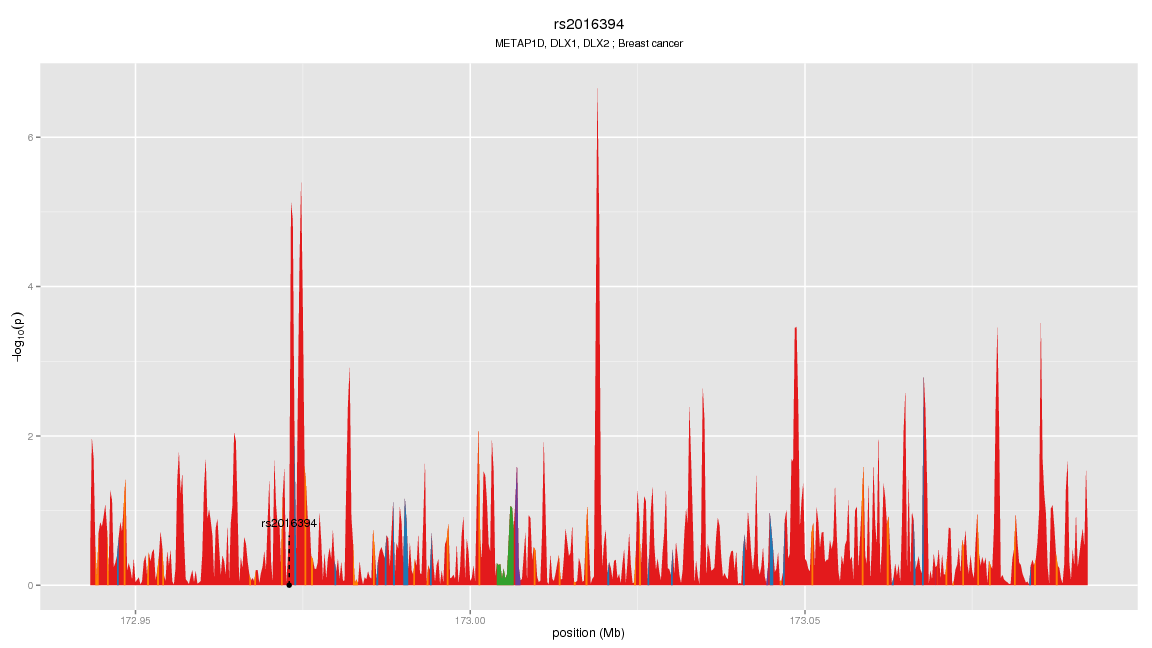 rs2016394
METAP1D, DLX1, DLX2 ; Breast cancer
6
4
2
0
−log10(p)
rs2016394
172.95
173.00
173.05
position (Mb)